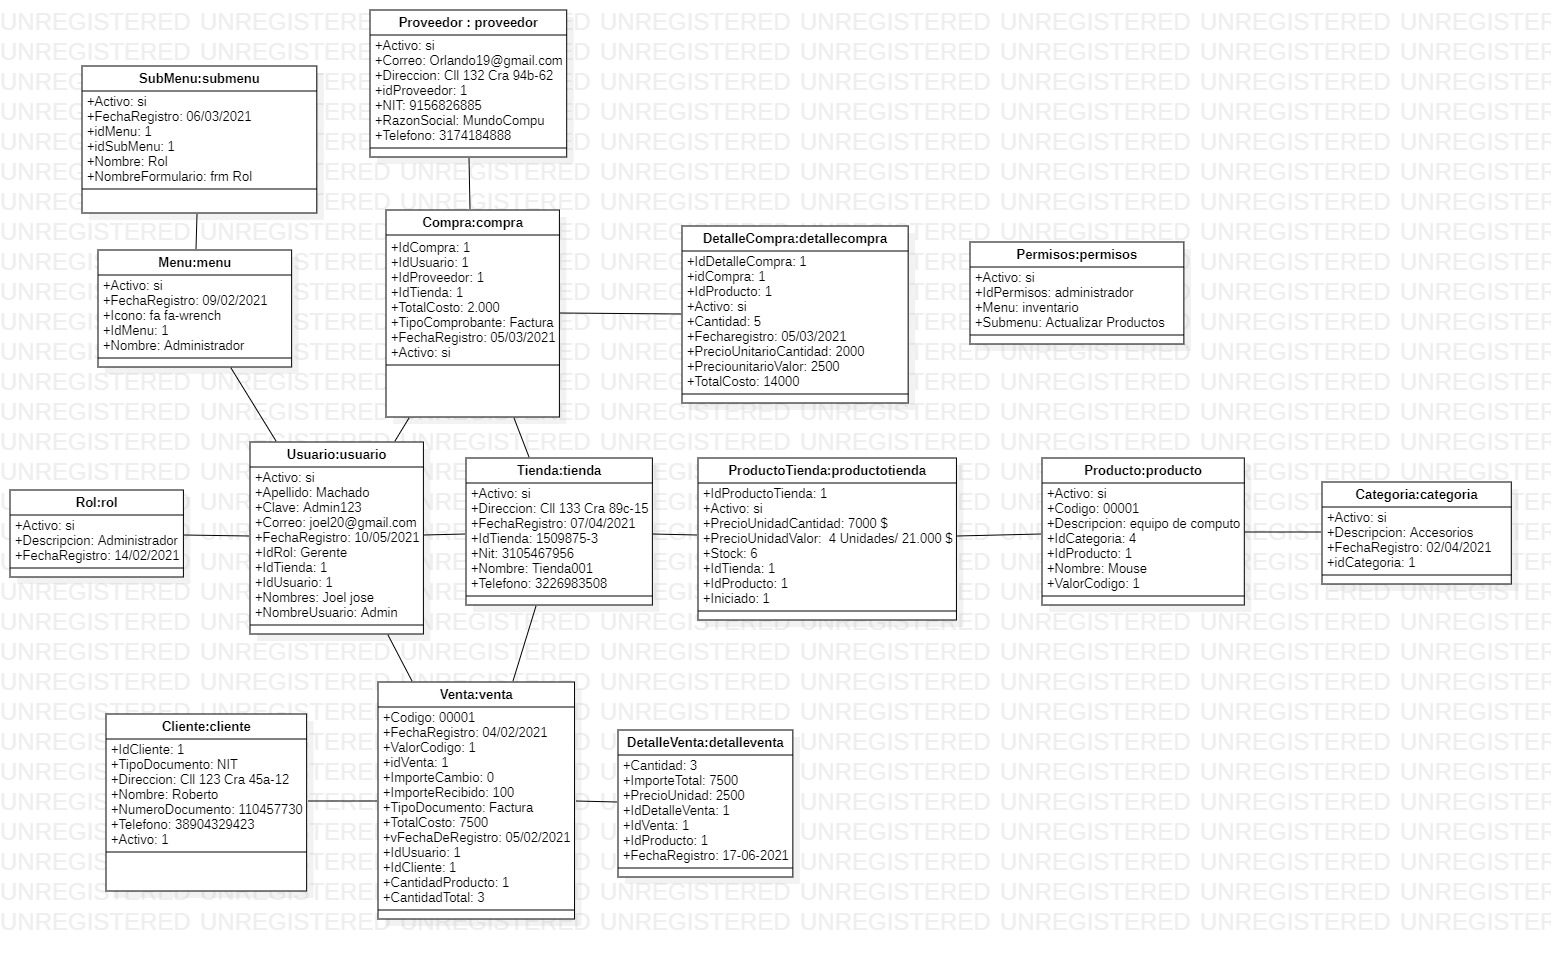 Proveedor : proveedor
+Activo: si
+Correo: Orlando19@gmail.com
+Direccion: Cll 132 Cra 94b-62
+idProveedor: 1
+NIT: 9156826885
+RazonSocial: MundoCompu
+Telefono: 3174184888
SubMenu:submenu
+Activo: si
+FechaRegistro: 06/03/2021
+idMenu: 1
+idSubMenu: 1
+Nombre: Rol
+NombreFormulario: frm Rol
Menu:menu
+Activo: si
+FechaRegistro: 09/02/2021
+Icono: fa fa-wrench
+IdMenu: 1
+Nombre: Administrador
Compra:compra
+IdCompra: 1
+IdUsuario: 1
+IdProveedor: 1
+IdTienda: 1
+TotalCosto: 2.000
+TipoComprobante: Factura
+FechaRegistro: 05/03/2021
+Activo: si
DetalleCompra:detallecompra
+IdDetalleCompra: 1
+idCompra: 1
+IdProducto: 1
+Activo: si
+Cantidad: 5
+Fecharegistro: 05/03/2021
+PrecioUnitarioCantidad: 2000
+PreciounitarioValor: 2500
+TotalCosto: 14000
Permisos:permisos
+Activo: si
+IdPermisos: administrador
+Menu: inventario
+Submenu: Actualizar Productos
Rol:rol
+Activo: si
+Descripcion: Administrador
+FechaRegistro: 14/02/2021
Usuario:usuario
+Activo: si
+Apellido: Machado
+Clave: Admin123
+Correo: joel20@gmail.com
+FechaRegistro: 10/05/2021
+IdRol: Gerente
+IdTienda: 1
+IdUsuario: 1
+Nombres: Joel jose
+NombreUsuario: Admin
Tienda:tienda
+Activo: si
+Direccion: Cll 133 Cra 89c-15
+FechaRegistro: 07/04/2021
+IdTienda: 1509875-3
+Nit: 3105467956
+Nombre: Tienda001
+Telefono: 3226983508
ProductoTienda:productotienda
+IdProductoTienda: 1
+Activo: si
+PrecioUnidadCantidad: 7000 $
+PrecioUnidadValor:  4 Unidades/ 21.000 $
+Stock: 6
+IdTienda: 1
+IdProducto: 1
+Iniciado: 1
Producto:producto
+Activo: si
+Codigo: 00001
+Descripcion: equipo de computo
+IdCategoria: 4
+IdProducto: 1
+Nombre: Mouse
+ValorCodigo: 1
Categoria:categoria
+Activo: si
+Descripcion: Accesorios
+FechaRegistro: 02/04/2021
+idCategoria: 1
Cliente:cliente
+IdCliente: 1
+TipoDocumento: NIT
+Direccion: Cll 123 Cra 45a-12
+Nombre: Roberto
+NumeroDocumento: 110457730
+Telefono: 38904329423
+Activo: 1
Venta:venta
+Codigo: 00001
+FechaRegistro: 04/02/2021
+ValorCodigo: 1
+idVenta: 1
+ImporteCambio: 0
+ImporteRecibido: 100
+TipoDocumento: Factura
+TotalCosto: 7500
+vFechaDeRegistro: 05/02/2021
+IdUsuario: 1
+IdCliente: 1
+CantidadProducto: 1
+CantidadTotal: 3
DetalleVenta:detalleventa
+Cantidad: 3
+ImporteTotal: 7500
+PrecioUnidad: 2500
+IdDetalleVenta: 1
+IdVenta: 1
+IdProducto: 1
+FechaRegistro: 17-06-2021
UNREGISTERED